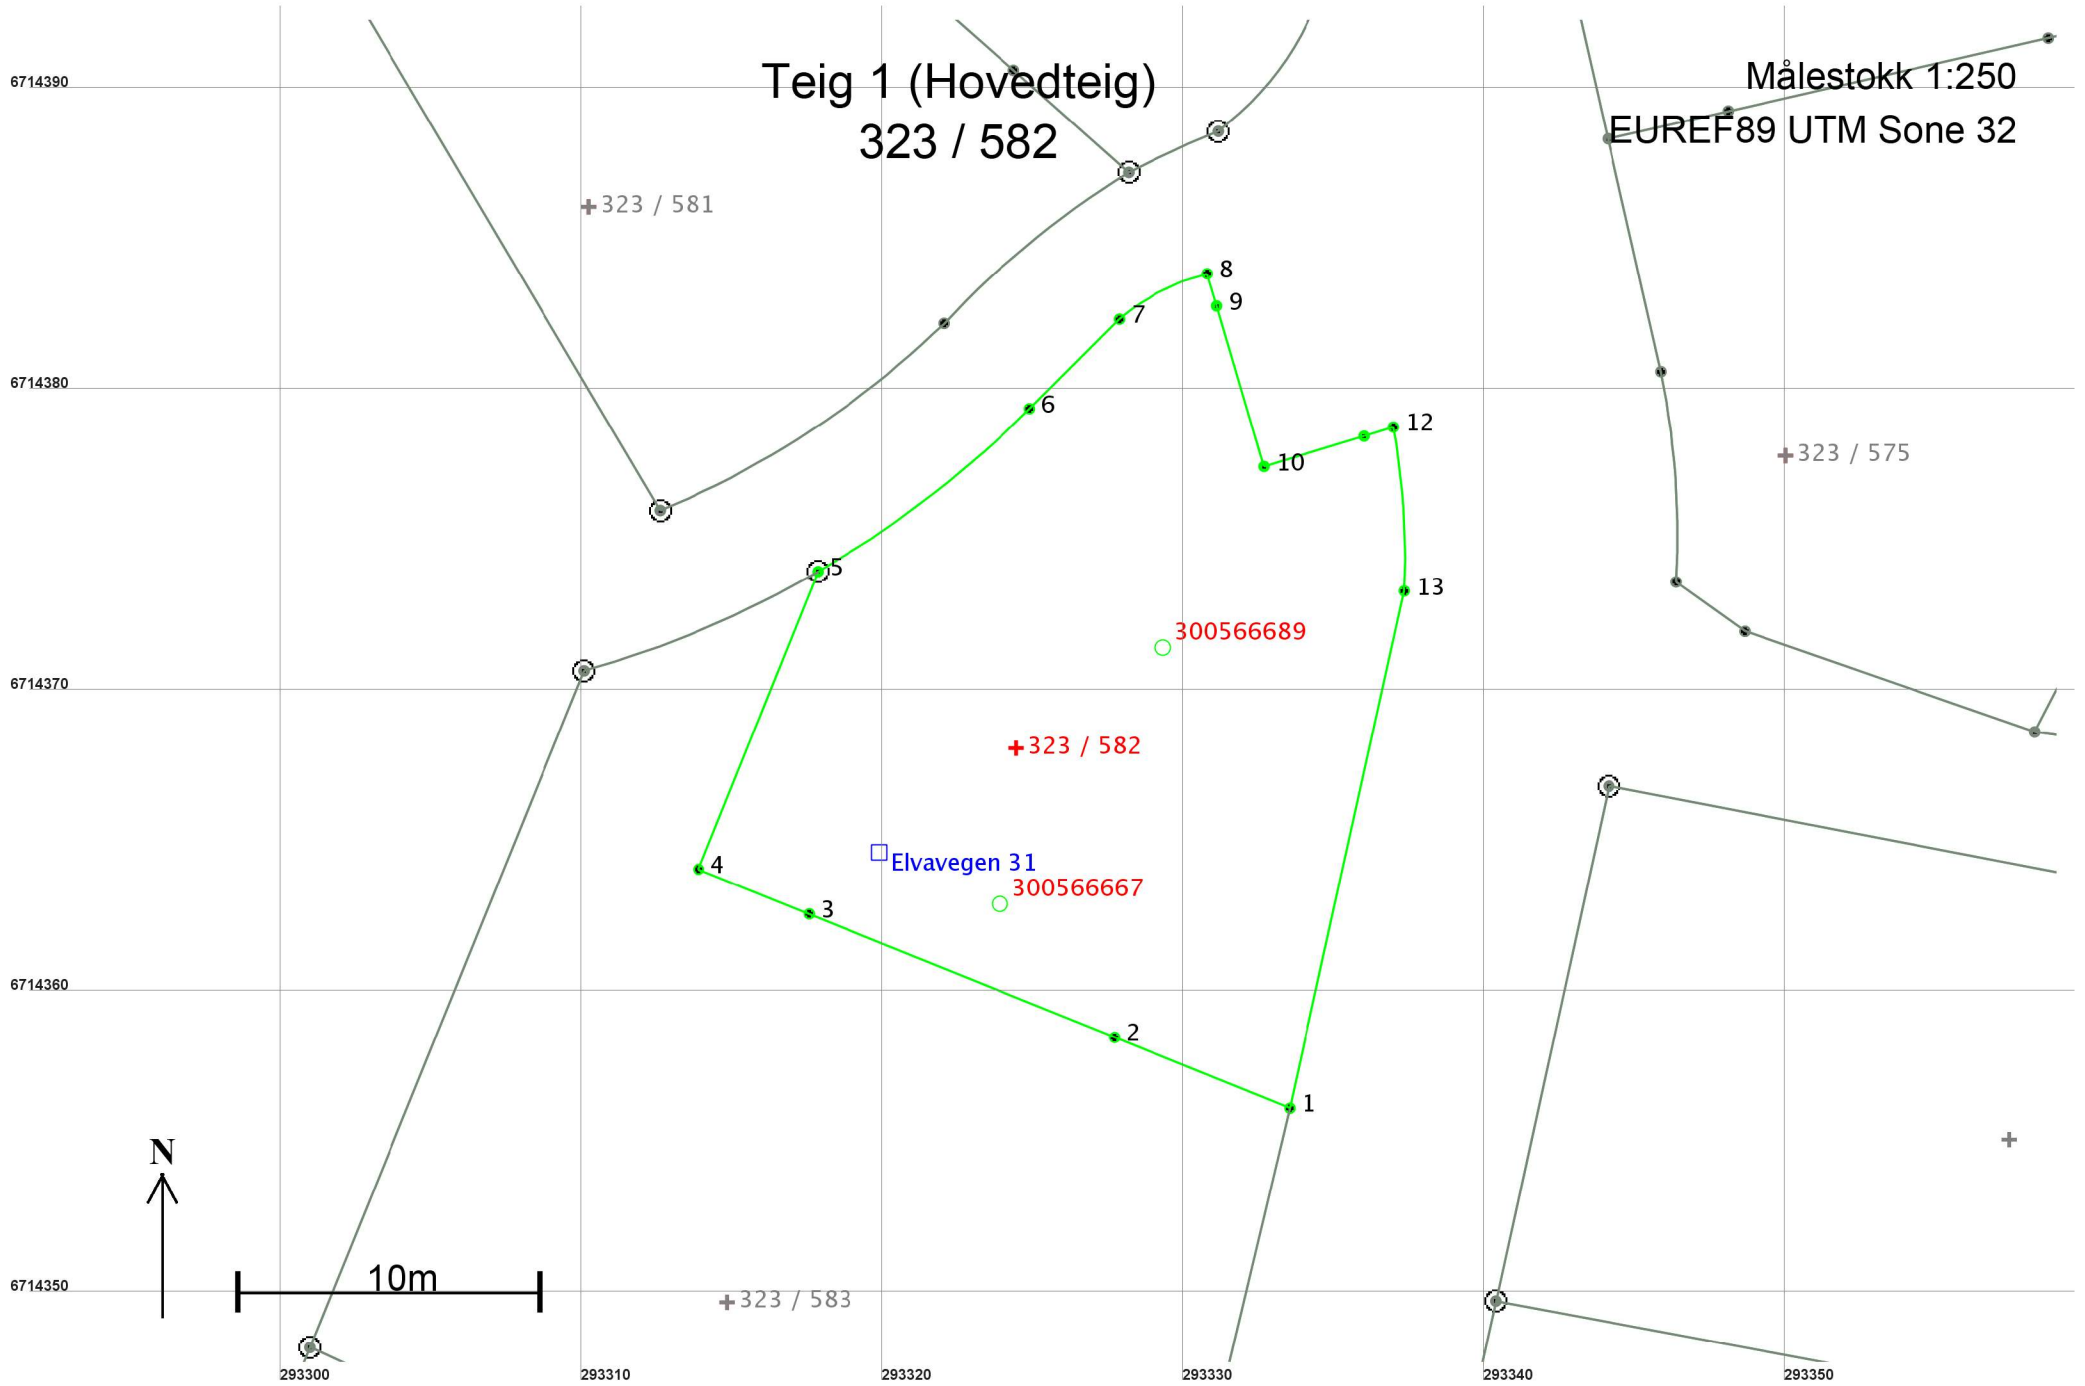 Teig 1 (Hovedteig)
323 / 582
Målestokk 1:250
EUREF89 UTM Sone 32
6714390
323 / 581
8
9
7
6714380
6
12
10
323 / 575
5
13
300566689
6714370
323 / 582
4
Elvavegen 31
300566667
3
6714360
2
1
N
10m
6714350
323 / 583
293300
293310
293320
293330
293340
293350